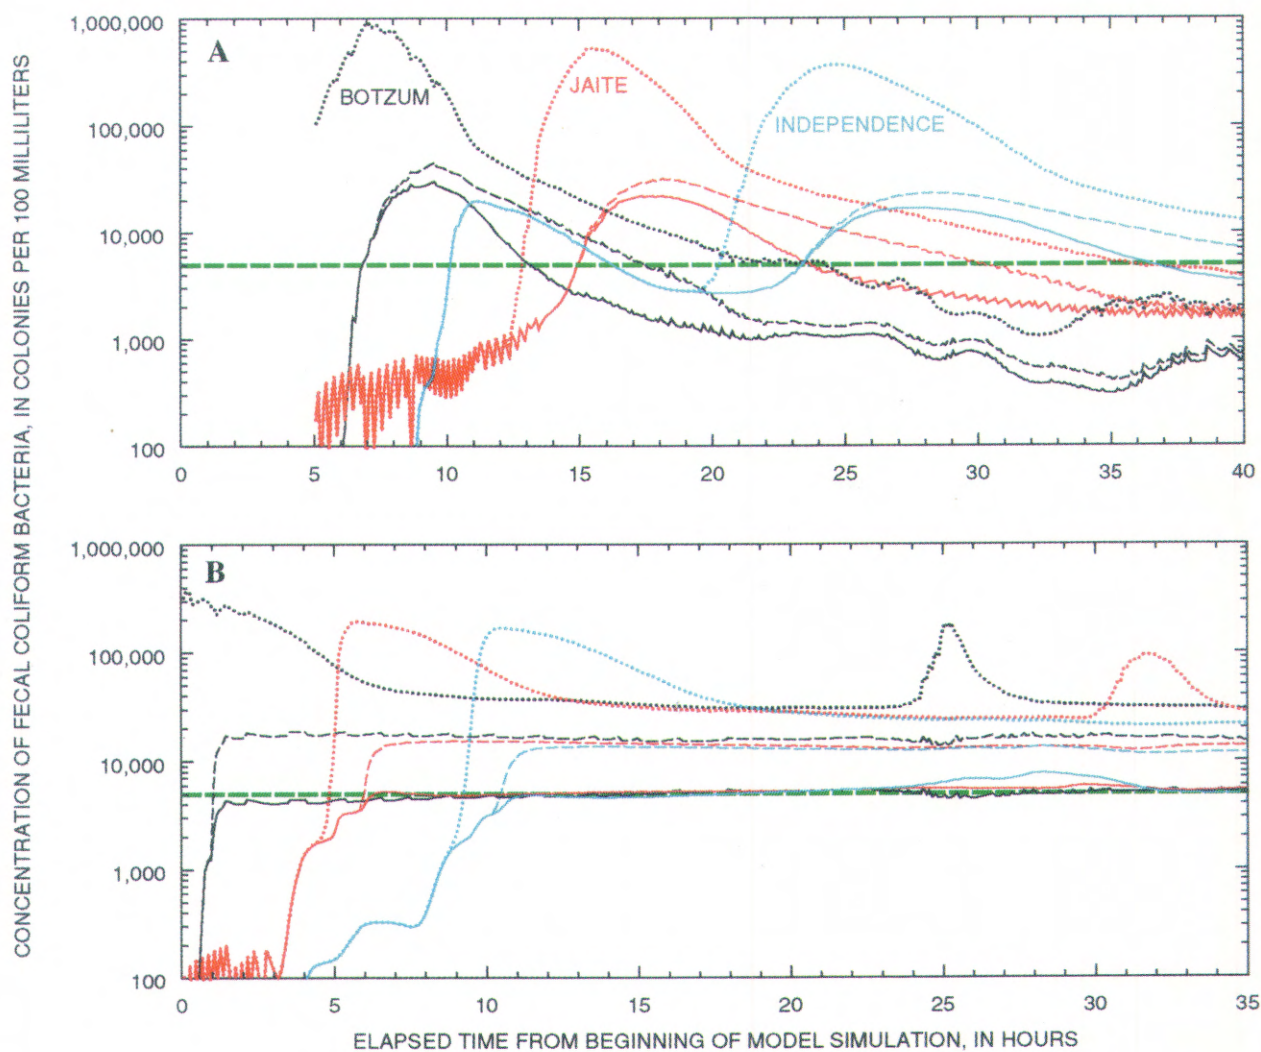 CONCENTRATION OF FECAL COLIFORM BACTERIA, IN COLONIES PER 100 MILLILITERS
1,000,000
100,000
10,000
1,000
100
A
BOTZUM
JAITE
INDEPENDENCE
0 5 10 15 20 25 30 35 40
1,000,000
100,000
10,000
1,000
100
B
0 5 10 15 20 25 30 35
ELAPSED TIME FROM BEGINNING OF MODEL SIMULATION, IN HOURS